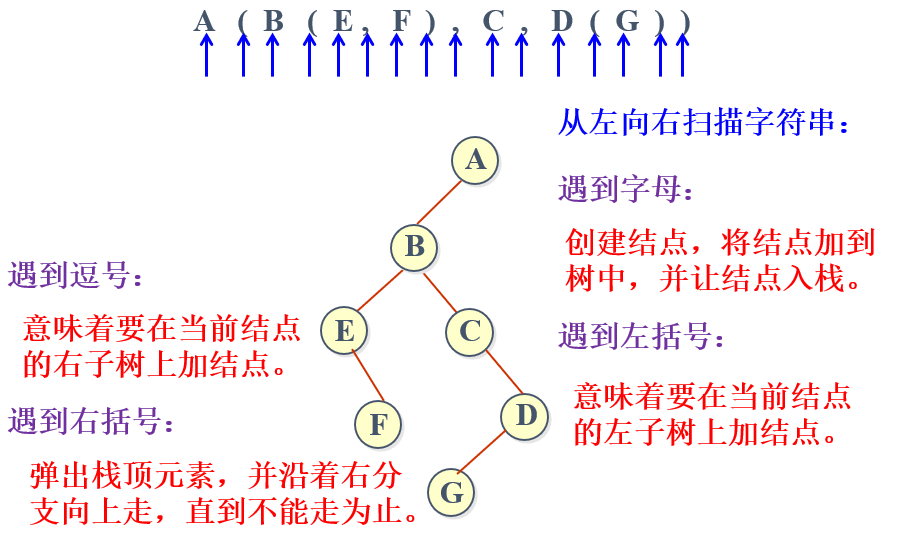 A ( B ( E , F ) , C , D ( G ) )
从左向右扫描字符串：
A
遇到字母：
B
创建结点，将结点加到
树中，并让结点入栈。
遇到逗号：
意味着要在当前结点
的右子树上加结点。
E
C
遇到左括号：
意味着要在当前结点
的左子树上加结点。
遇到右括号：
F
D
弹出栈顶元素，并沿着右分
支向上走，直到不能走为止。
G